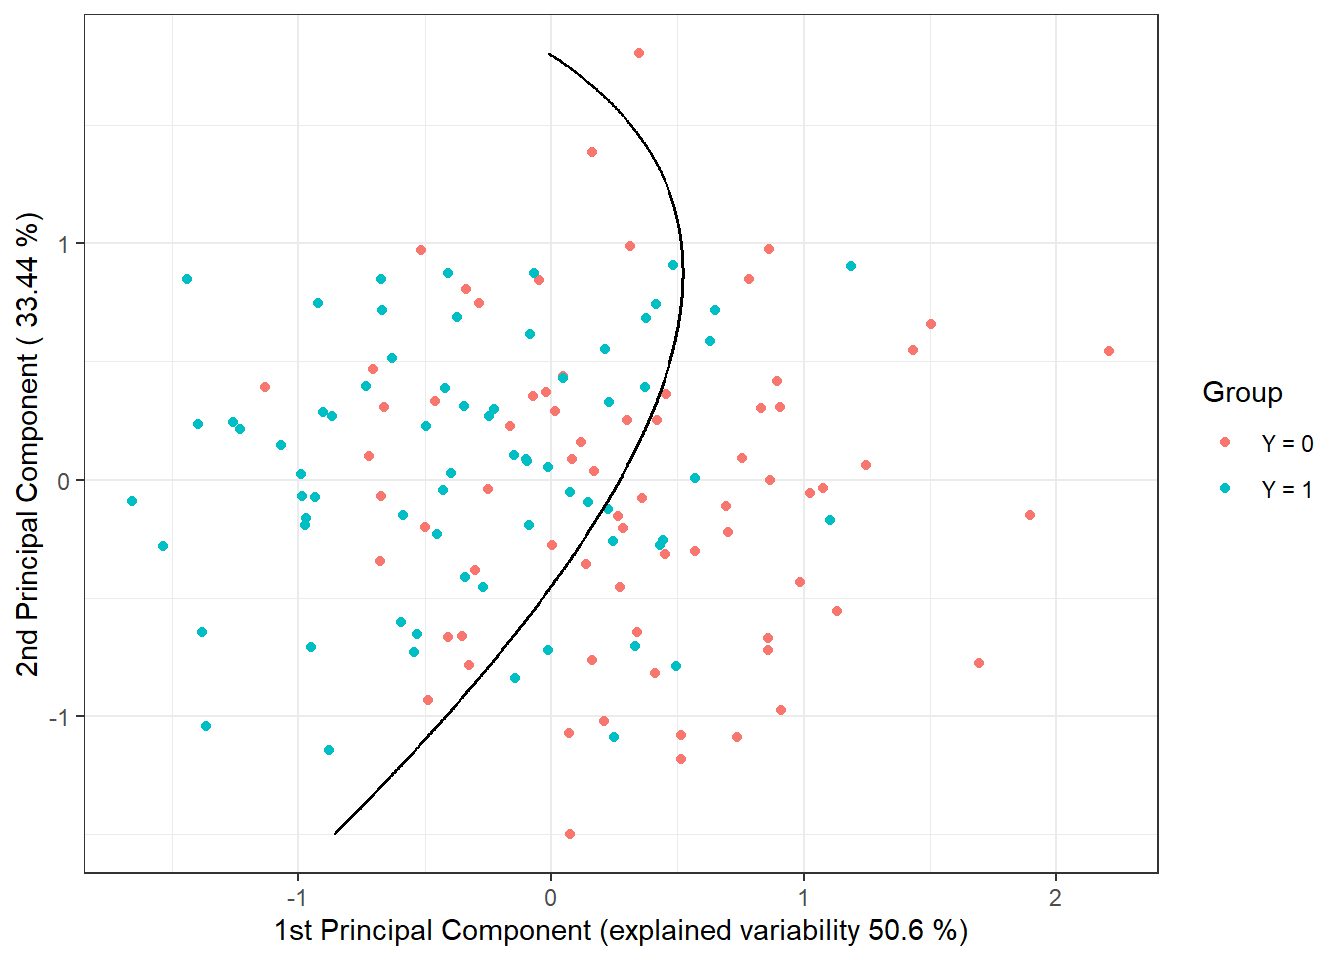 2nd Principal Component ( 33.44 %)
1
0
-1
-1
0
1
2
1st Principal Component (explained variability 50.6 %)
Group
Y = 0
Y = 1